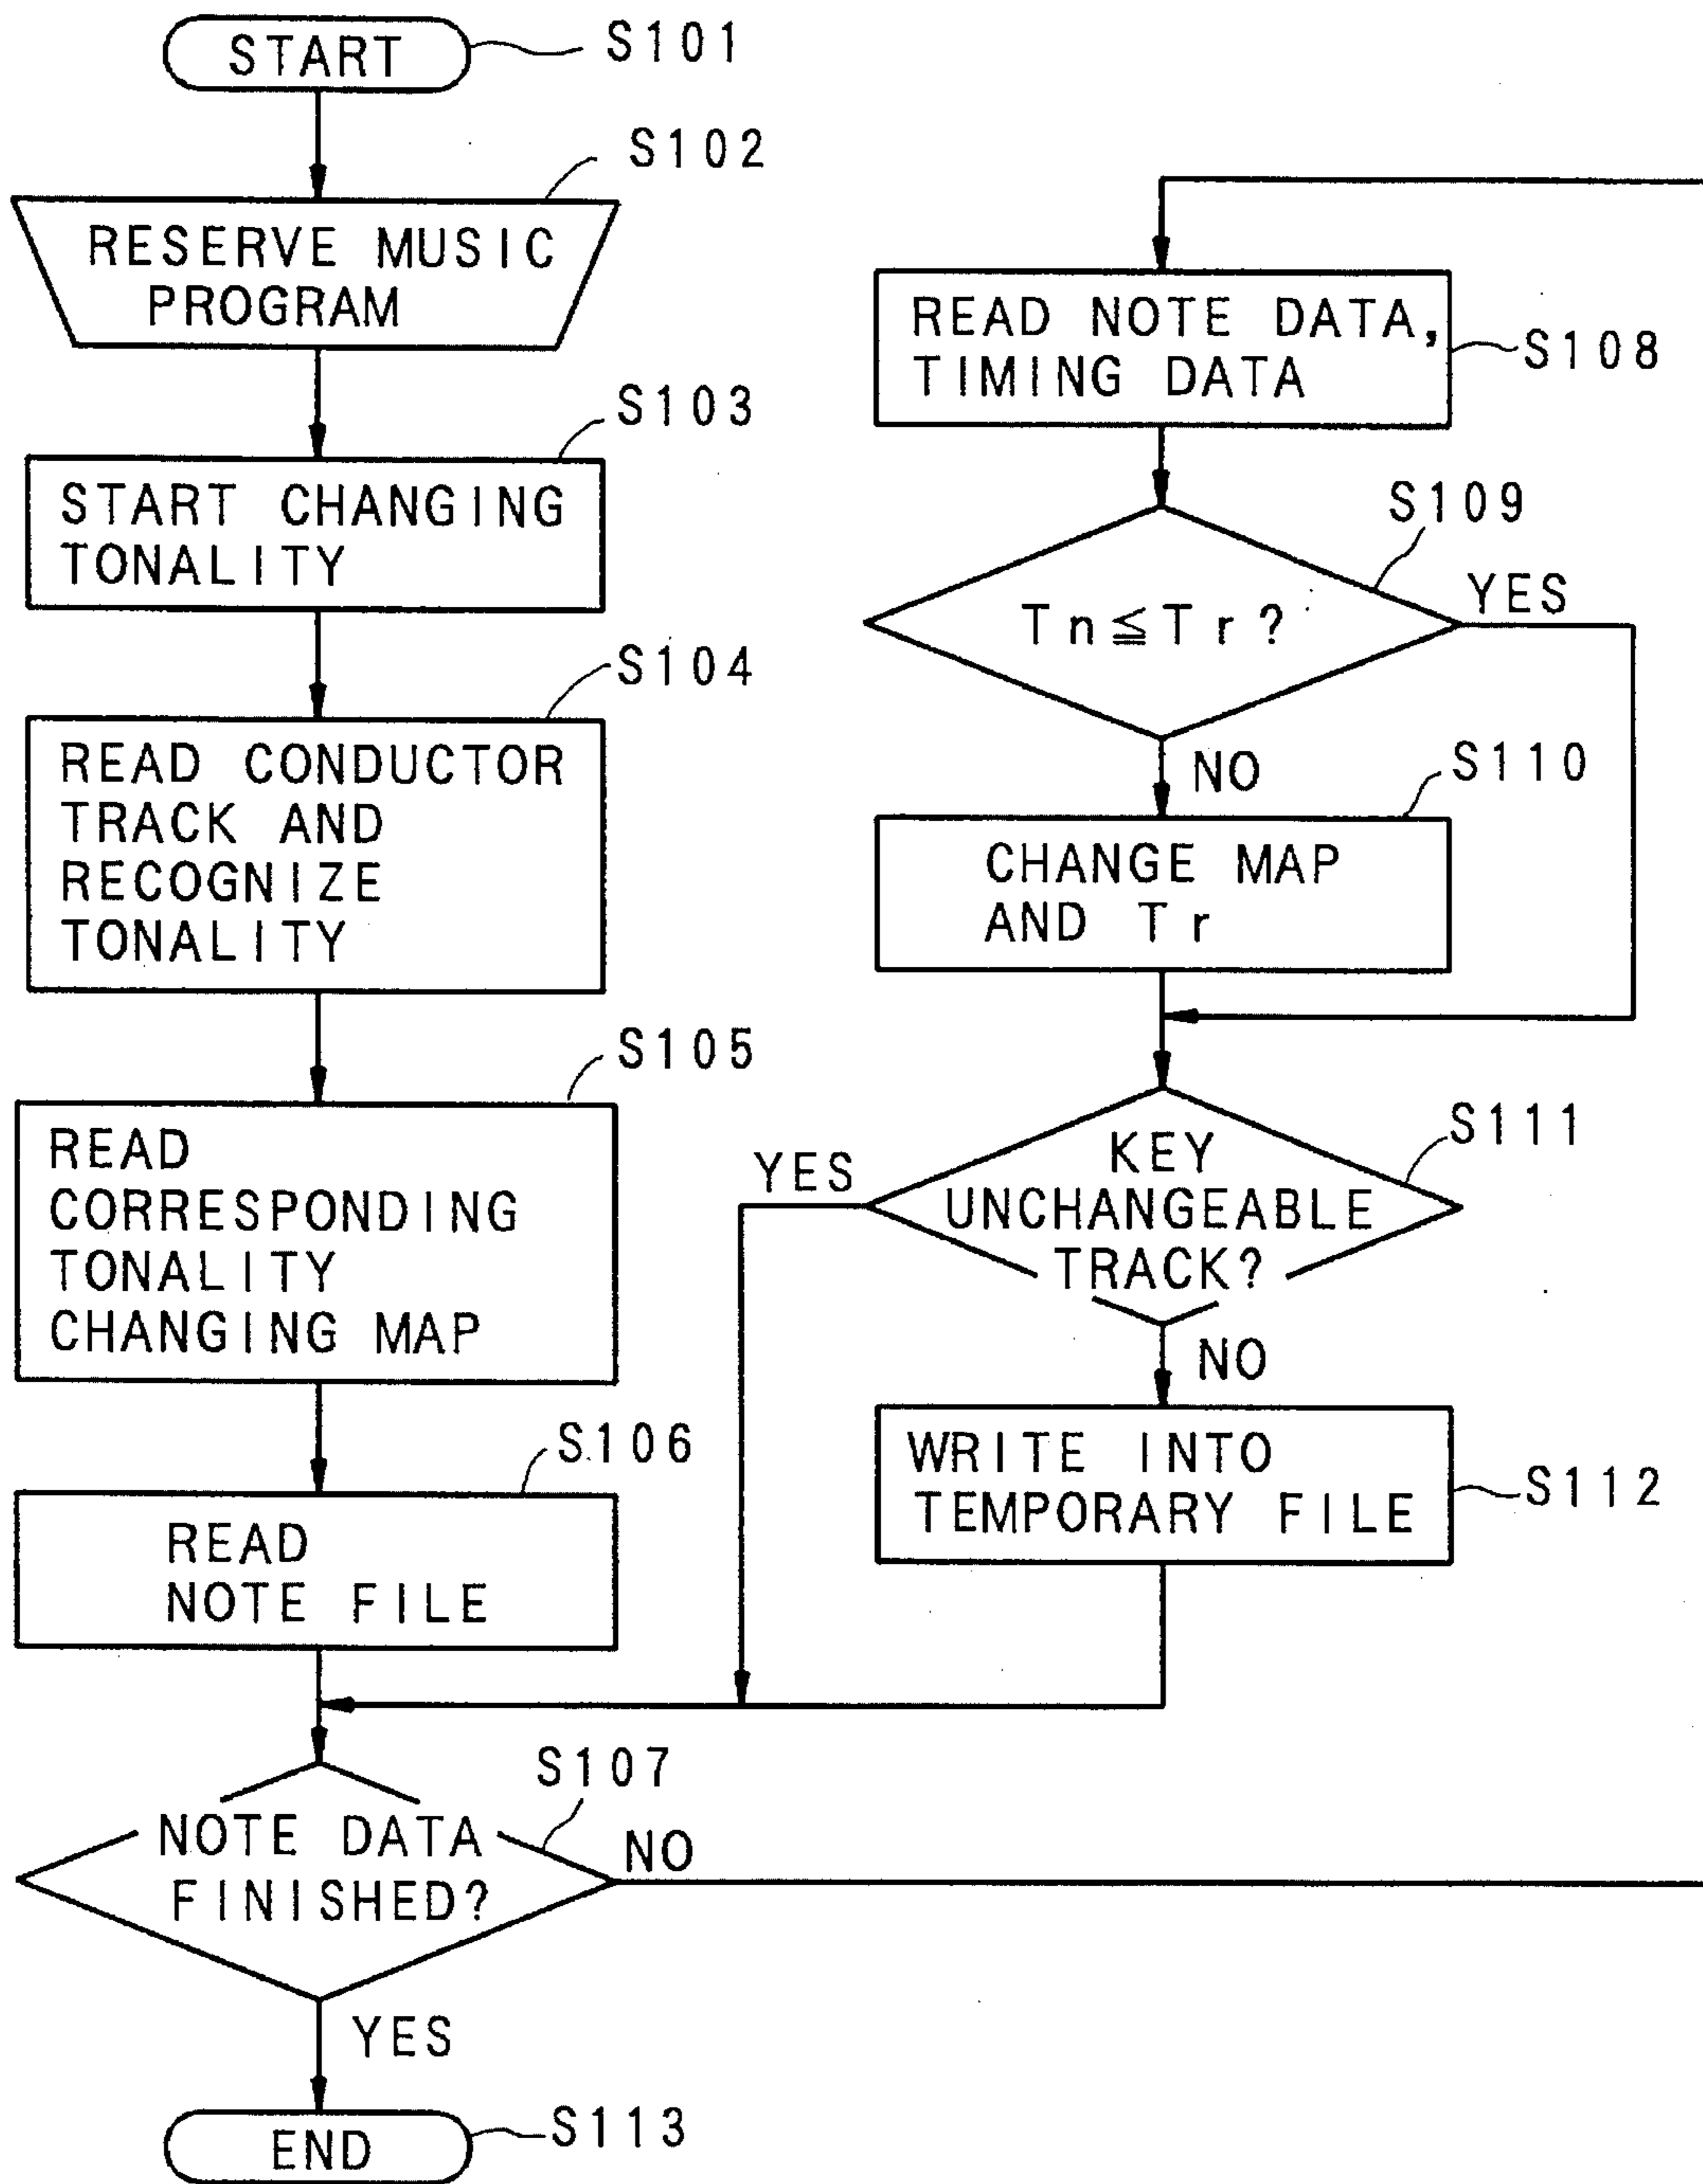 START
S101
S102
RESERVE MUSIC
PROGRAM
S103
START CHANGING
TONALITY
S104
READ CONDUCTOR
TRACK AND
RECOGNIZE
TONALITY
S105
READ
CORRESPONDING
TONALITY
CHANGING MAP
S106
READ
NOTE FILE
S107
NOTE DATA
FINISHED?
NO
YES
END
S113
READ NOTE DATA,
TIMING DATA
S108
S109
Tn≦Tr?
YES
NO
S110
CHANGE MAP
AND Tr
S111
KEY
UNCHANGEABLE
TRACK?
YES
NO
WRITE INTO
TEMPORARY FILE
S112